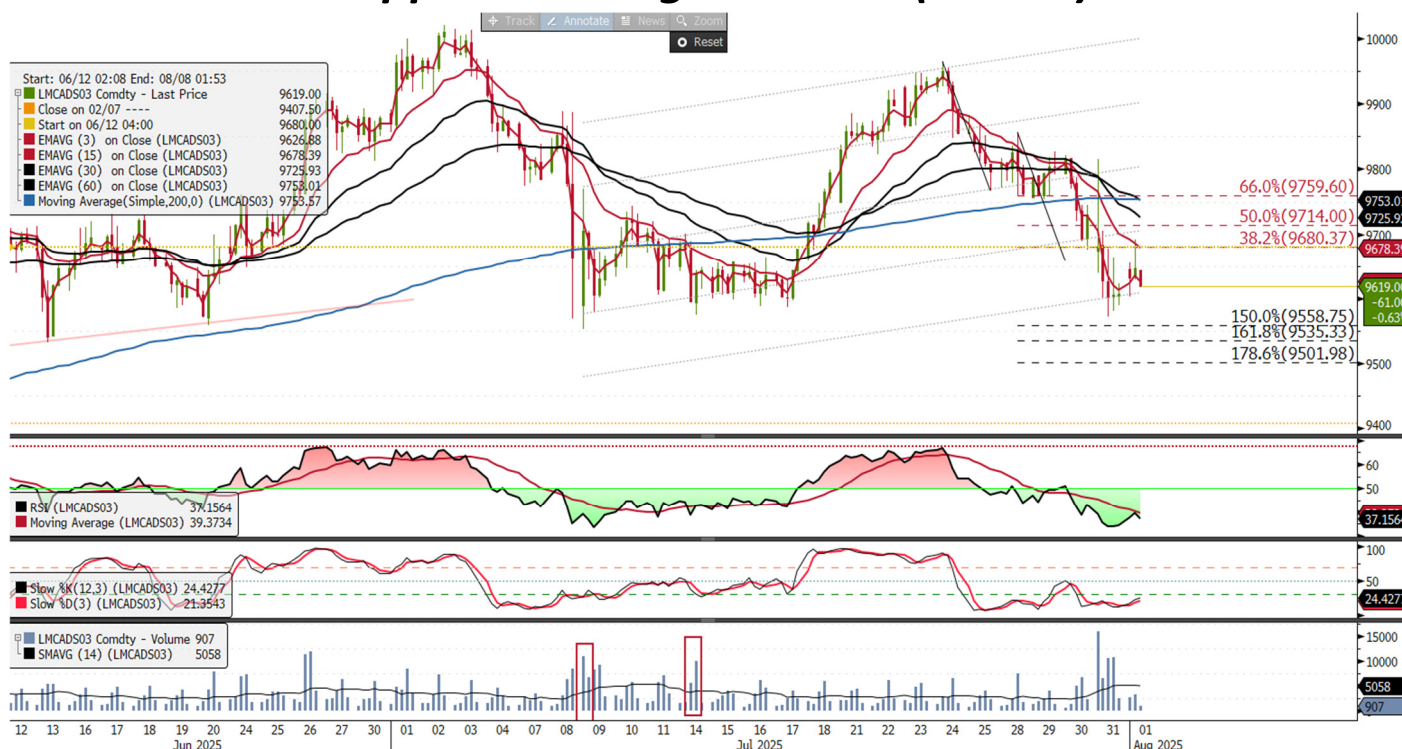 Track Annotate News Zoom
Reset
Start: 06/12 02:08 End: 08/08 01:53
LMCADS03 Comdty - Last Price 9619.00
Close on 02/07 ---- 9407.50
Start on 06/12 04:00 9680.00
EMAVG (3) on Close (LMCADS03) 9626.88
EMAVG (15) on Close (LMCADS03) 9678.39
EMAVG (30) on Close (LMCADS03) 9725.93
EMAVG (60) on Close (LMCADS03) 9753.01
Moving Average(Simple,200,0) (LMCADS03) 9753.57
66.0%(9759.60)
50.0%(9714.00)
38.2%(9680.37)
150.0%(9558.75)
161.8%(9535.33)
178.6%(9501.98)
10000
9900
9800
9753.0
9725.9
9700
9678.3
9619.00
-61.00
-0.63%
9500
9400
RSI (LMCADS03) 37.1564
Moving Average (LMCADS03) 39.3734
60
50
37.1564
Slow %K(12,3) (LMCADS03) 24.4277
Slow %D(3) (LMCADS03) 21.3543
100
50
24.4277
LMCADS03 Comdty - Volume 907
SMAVG (14) (LMCADS03) 5058
15000
10000
5058
907
12 13 16 17 18 19 20 23 24 25 26 27 30 01 02 03 04 07 08 09 10 11 14 15 16 17 18 21 22 23 24 25 28 29 30 31 01
Jun 2025 Jul 2025 Aug 2025